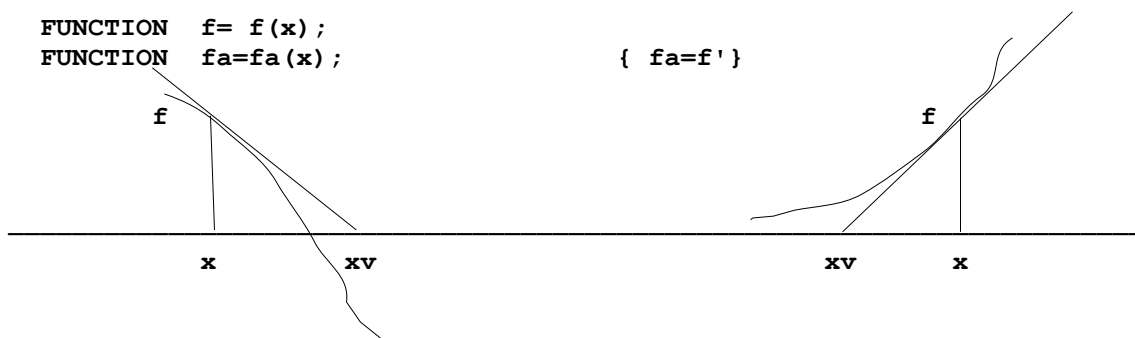 FUNCTION f= f(x);
FUNCTION fa=fa(x); { fa=f'}
f f
x xv xv x